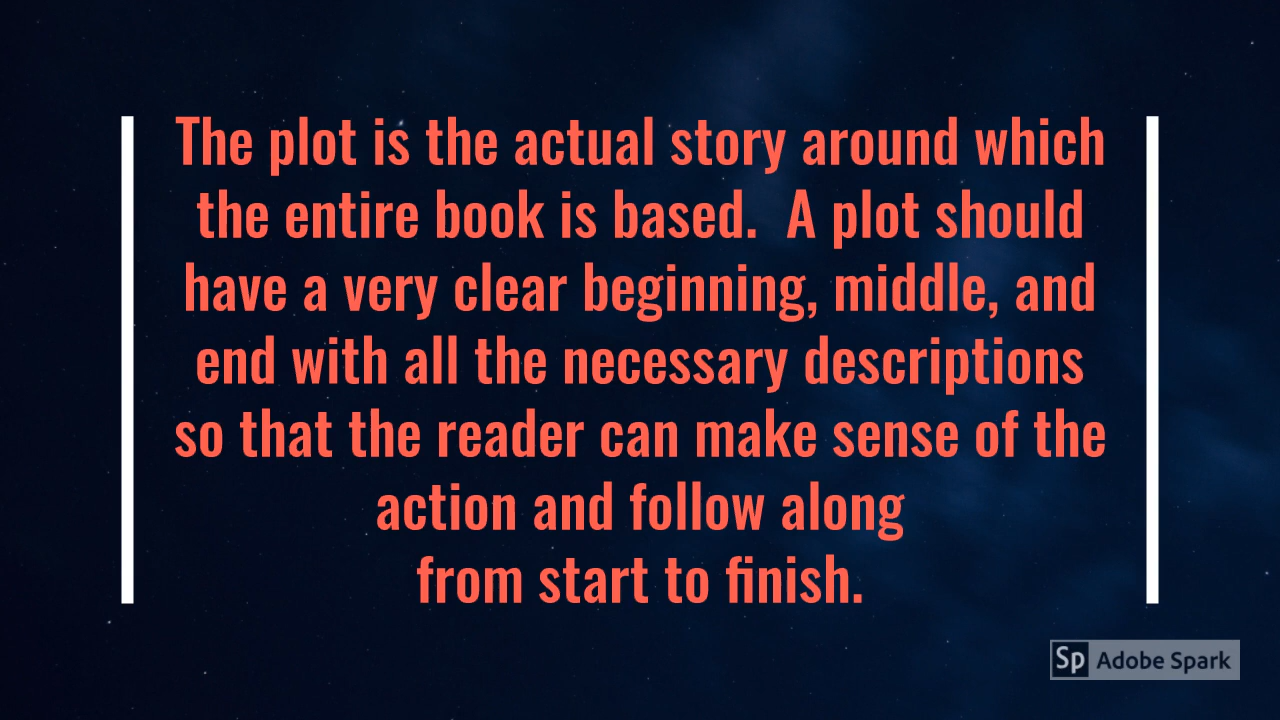 The plot is the actual story around which
the entire book is based.  A plot should
have a very clear beginning, middle, and
end with all the necessary descriptions
so that the reader can make sense of the
action and follow along
from start to finish.
Sp Adobe Spark